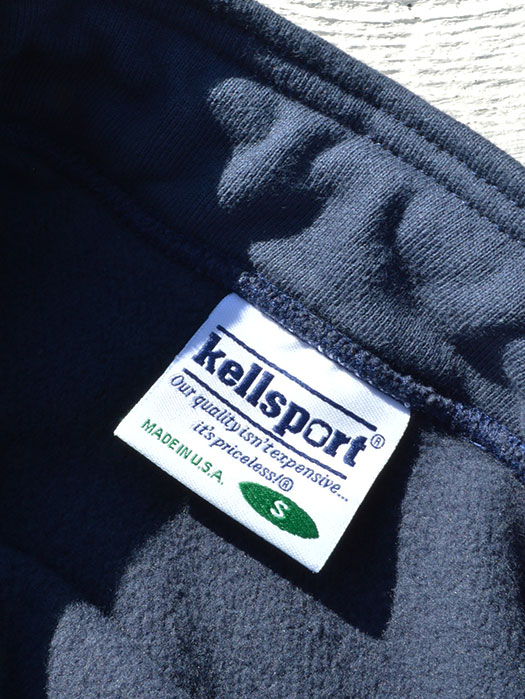 kellsport®
Our quality isn't expensive...
it's priceless!®
MADE IN U.S.A.
S